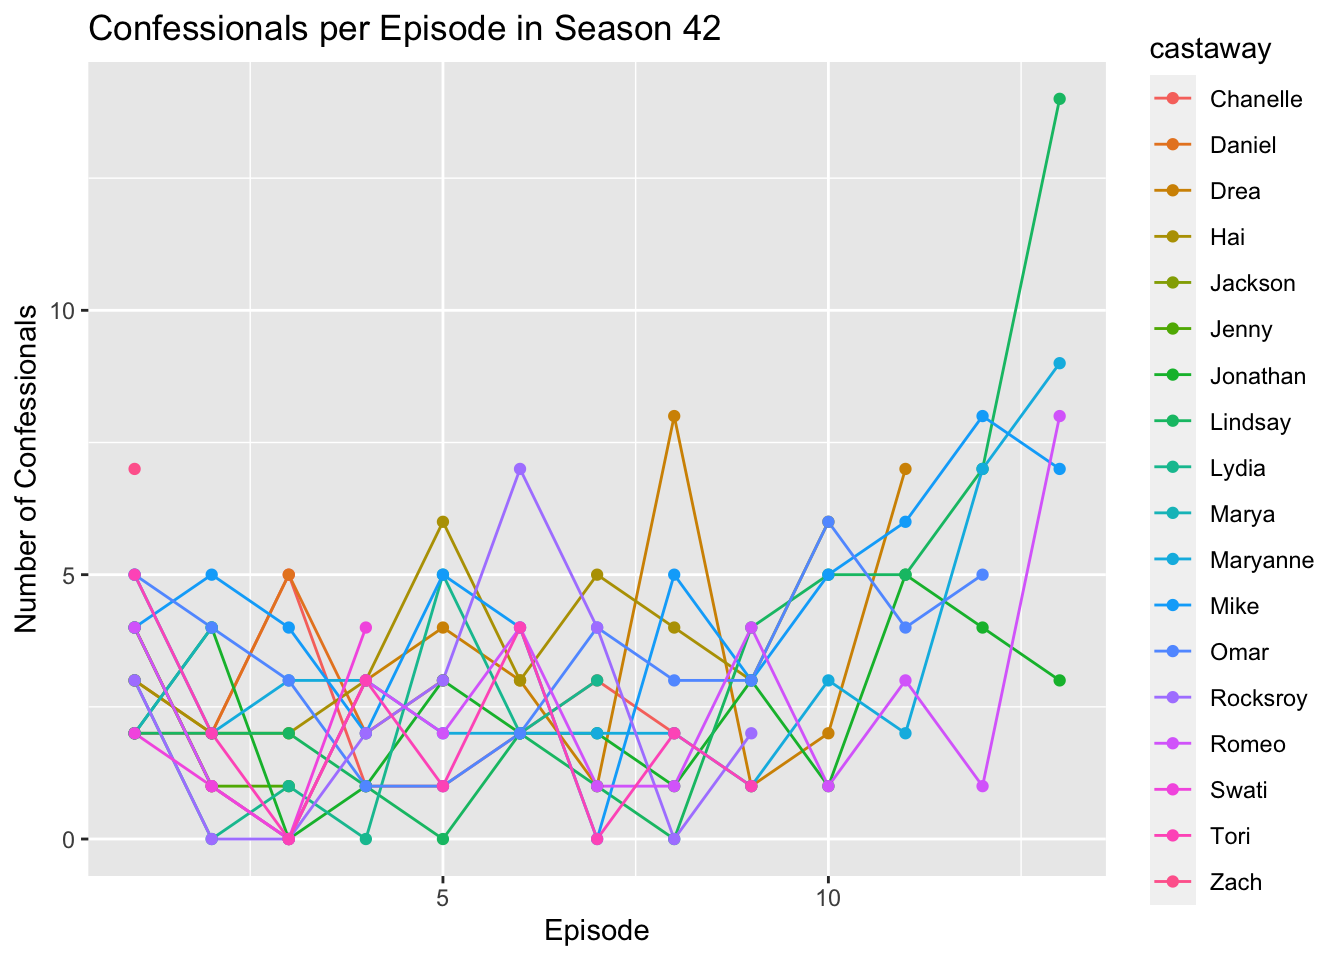 Confessionals per Episode in Season 42
castaway
Chanelle
Daniel
Drea
Hai
Jackson
Jenny
Jonathan
Lindsay
Lydia
Marya
Maryanne
Mike
Omar
Rocksroy
Romeo
Swati
Tori
Zach
Number of Confessionals
10
5
0
5
10
Episode